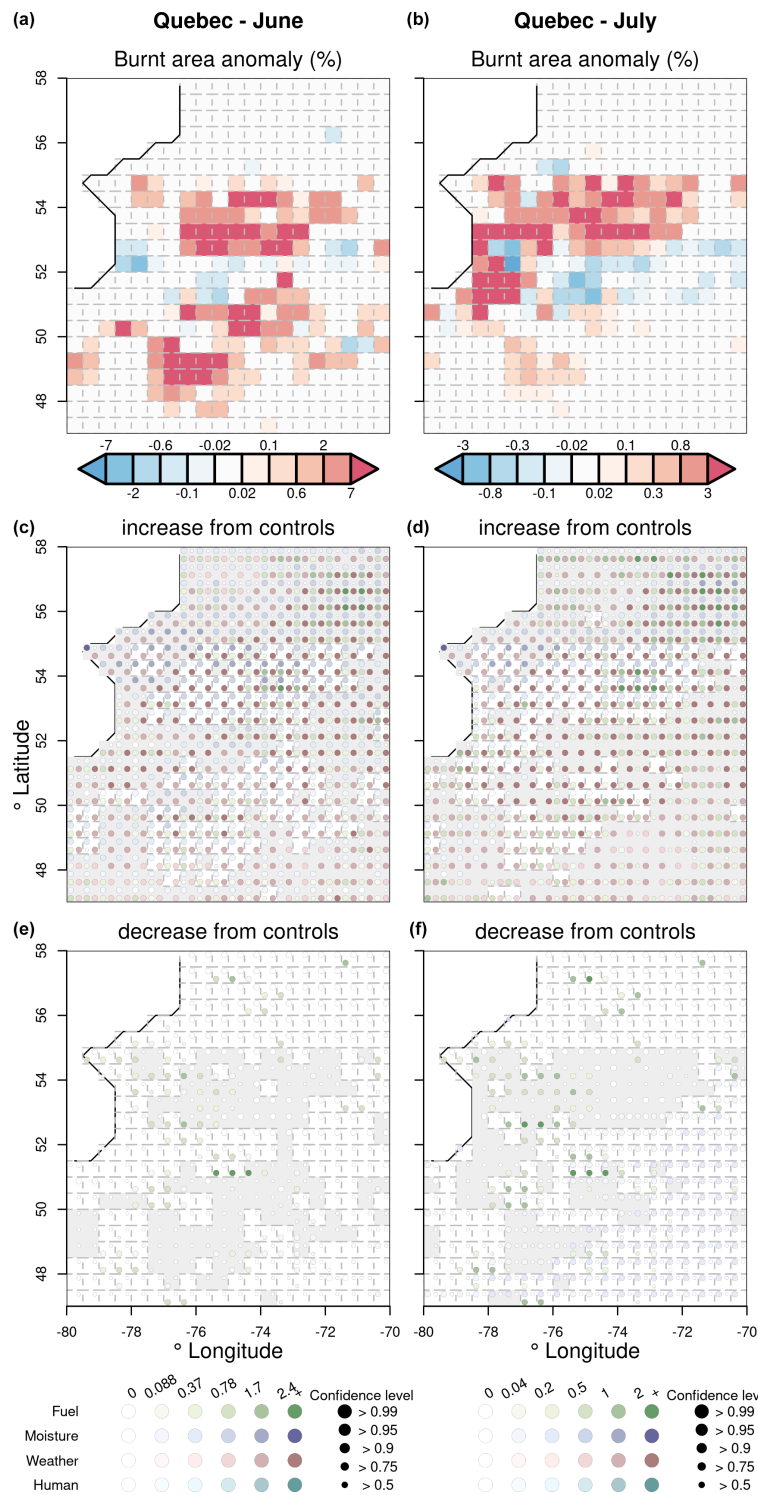 (a) Quebec - June (b) Quebec - July
Burnt area anomaly (%) Burnt area anomaly (%)
58
56
54
52
50
48
-7 -0.6 -0.02 0.1 2 -3 -0.3 -0.02 0.1 0.8
-2 -0.1 0.02 0.6 7 -0.8 -0.1 0.02 0.3 3
(c) increase from controls (d) increase from controls
58
56
54
52
50
48
° Latitude
(e) decrease from controls (f) decrease from controls
58
56
54
52
50
48
-80 -78 -76 -74 -72 -70 -80 -78 -76 -74 -72 -70
° Longitude ° Longitude
0 0.088 0.37 0.78 1.7 2.4+ Confidence level 0 0.04 0.2 0.5 1 2 + Confidence leve
Fuel > 0.99 > 0.99
Moisture > 0.95 > 0.95
> 0.9 > 0.9
Weather > 0.75 > 0.75
Human > 0.5 > 0.5